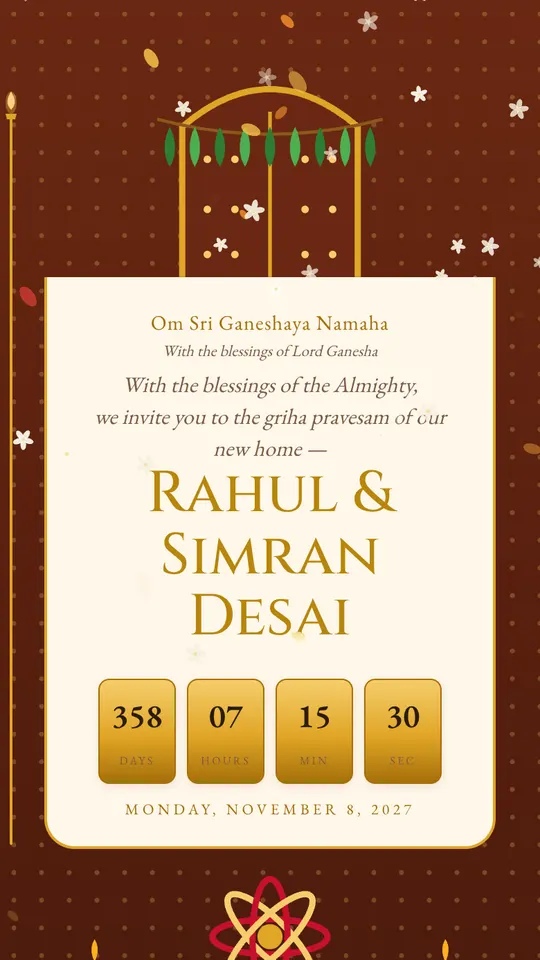 Om Sri Ganeshaya Namaha
With the blessings of Lord Ganesha
With the blessings of the Almighty,
we invite you to the griha pravesam of our
new home —
Rahul &
Simran
Desai
358 07 15 30
DAYS HOURS MIN SEC
MONDAY, NOVEMBER 8, 2027